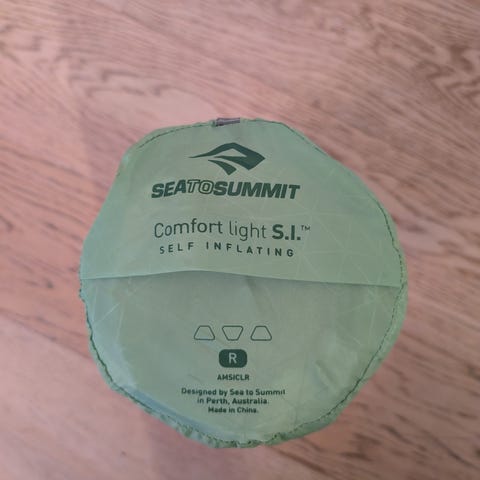 SEATOSUMMIT
Comfort light S.I.™
SELF INFLATING
R
AMSICLR
Designed by Sea to Summit
in Perth, Australia.
Made in China.